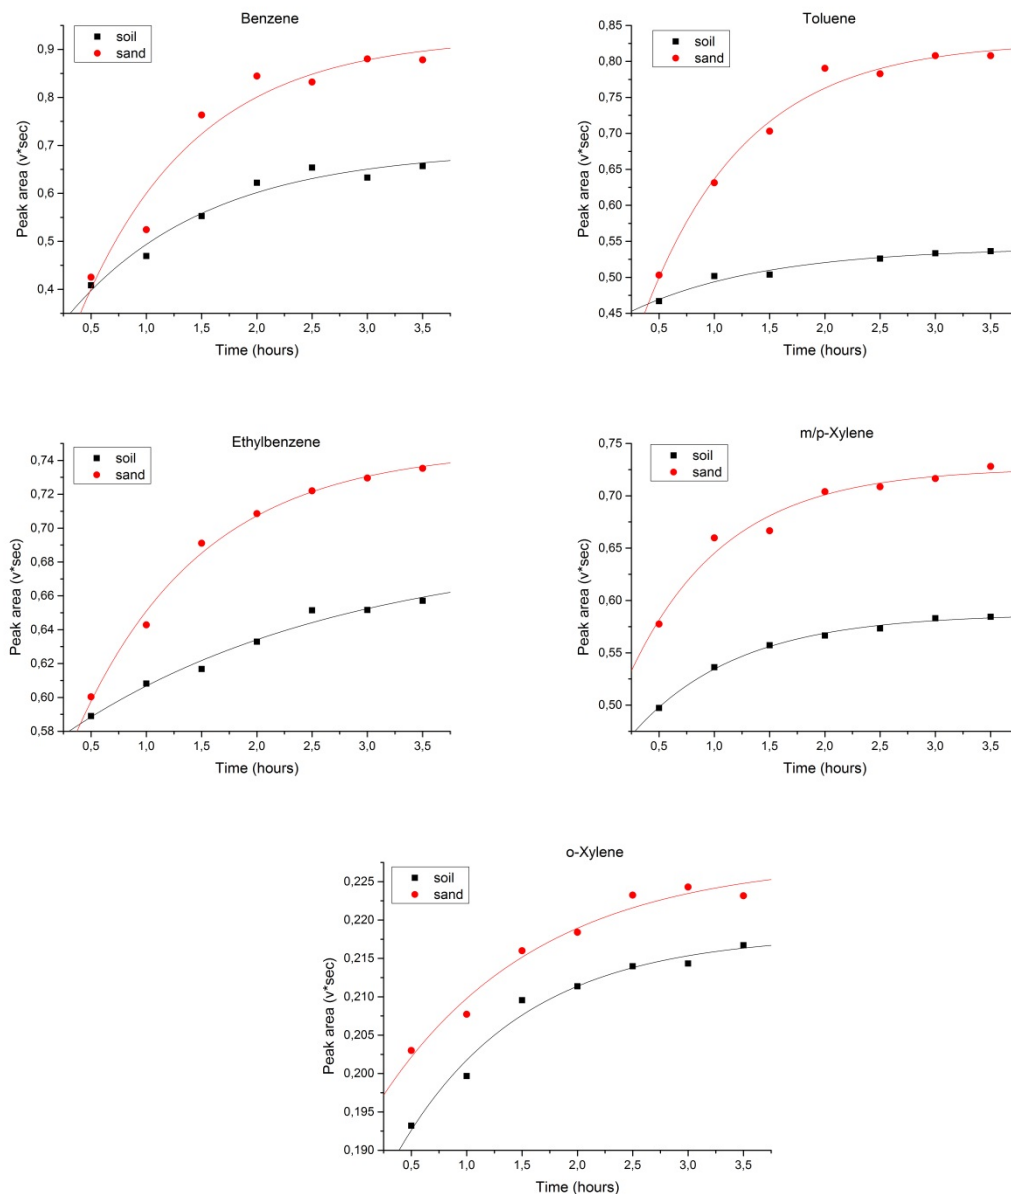 Benzene
soil
sand
0,9
0,8
0,7
0,6
0,5
0,4
Peak area (v*sec)
0,5 1,0 1,5 2,0 2,5 3,0 3,5
Time (hours)
Toluene
soil
sand
0,85
0,80
0,75
0,70
0,65
0,60
0,55
0,50
0,45
Peak area (v*sec)
0,5 1,0 1,5 2,0 2,5 3,0 3,5
Time (hours)
Ethylbenzene
soil
sand
0,74
0,72
0,70
0,68
0,66
0,64
0,62
0,60
0,58
Peak area (v*sec)
0,5 1,0 1,5 2,0 2,5 3,0 3,5
Time (hours)
m/p-Xylene
soil
sand
0,75
0,70
0,65
0,60
0,55
0,50
Peak area (v*sec)
0,5 1,0 1,5 2,0 2,5 3,0 3,5
Time (hours)
o-Xylene
soil
sand
0,225
0,220
0,215
0,210
0,205
0,200
0,195
0,190
Peak area (v*sec)
0,5 1,0 1,5 2,0 2,5 3,0 3,5
Time (hours)